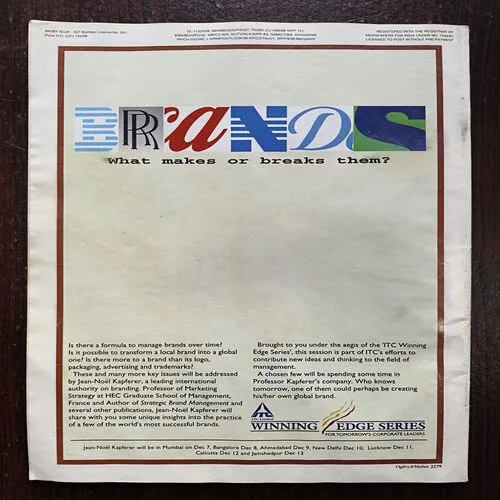 BRanDS
What makes or breaks them?
Is there a formula to manage brands over time?
Is it possible to transform a local brand into a global
one? Is there more to a brand than its logo,
packaging, advertising and trademarks?
These and many more key issues will be addressed
by Jean-Noël Kapferer, a leading international
authority on branding. Professor of Marketing
Strategy at HEC Graduate School of Management,
France and Author of Strategic Brand Management and
several other publications, Jean-Noël Kapferer will
share with you some unique insights into the practice
of a few of the world's most successful brands.
Brought to you under the aegis of the 'ITC Winning
Edge Series', this session is part of ITC's efforts to
contribute new ideas and thinking to the field of
management.
A chosen few will be spending some time in
Professor Kapferer's company. Who knows
tomorrow, one of them could perhaps be creating
his/her own global brand.
WINNING EDGE SERIES
FOR TOMORROW'S CORPORATE LEADERS
Jean-Noël Kapferer will be in Mumbai on Dec 7, Bangalore Dec 8, Ahmedabad Dec 9, New Delhi Dec 10, Lucknow Dec 11,
Calcutta Dec 12 and Jamshedpur Dec 13
Ogilvy&Mather 2279